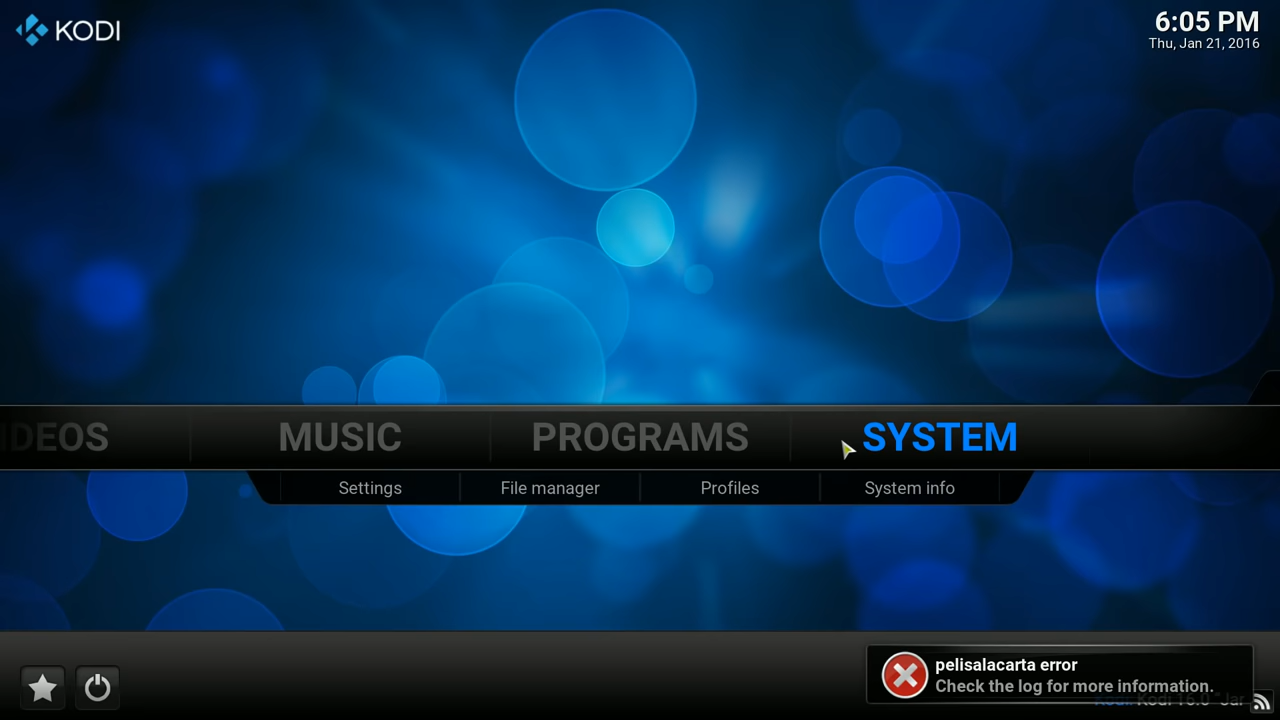 KODI
6:05 PM
Thu, Jan 21, 2016
IDEOS
MUSIC
PROGRAMS
SYSTEM
Settings
File manager
Profiles
System info
pelisalacarta error
Check the log for more information.